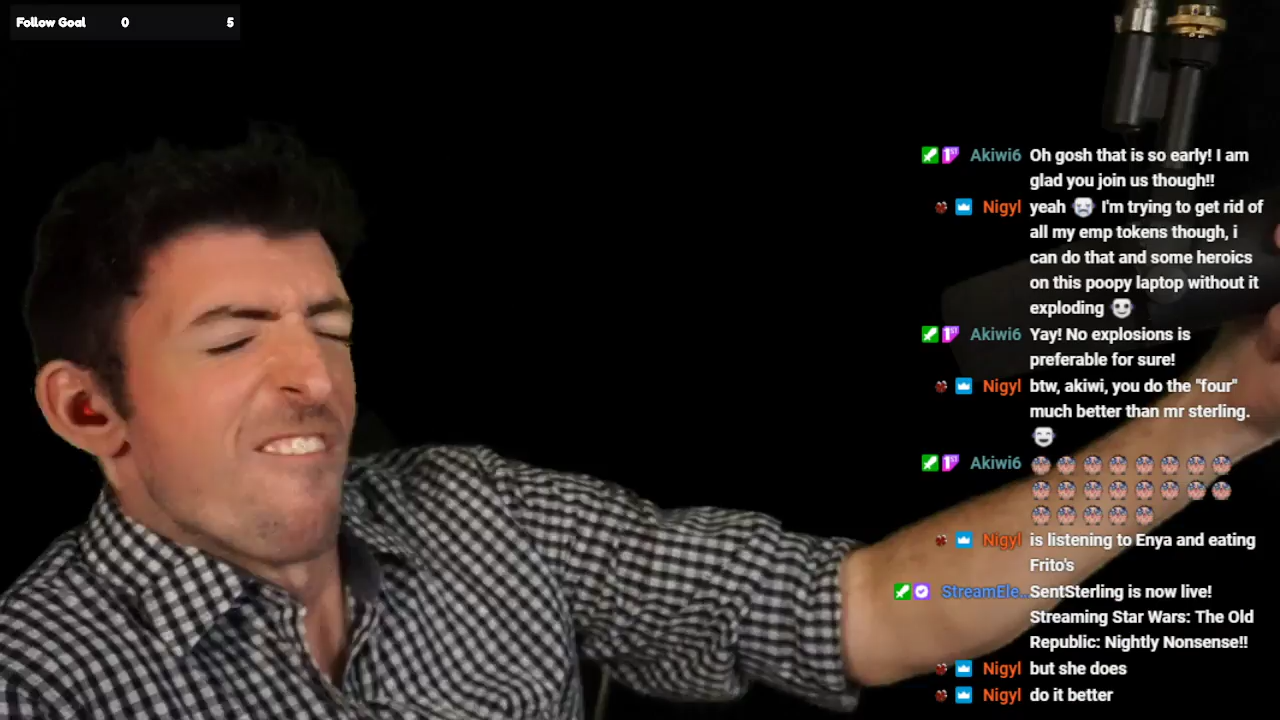 Follow Goal 0 5
Akiwi6 Oh gosh that is so early! I am
glad you join us though!!
Nigyl yeah I'm trying to get rid of
all my emp tokens though, i
can do that and some heroics
on this poopy laptop without it
exploding
Akiwi6 Yay! No explosions is
preferable for sure!
Nigyl btw, akiwi, you do the "four"
much better than mr sterling.
Akiwi6
Nigyl is listening to Enya and eating
Frito's
StreamEle... SentSterling is now live!
Streaming Star Wars: The Old
Republic: Nightly Nonsense!!
Nigyl but she does
Nigyl do it better